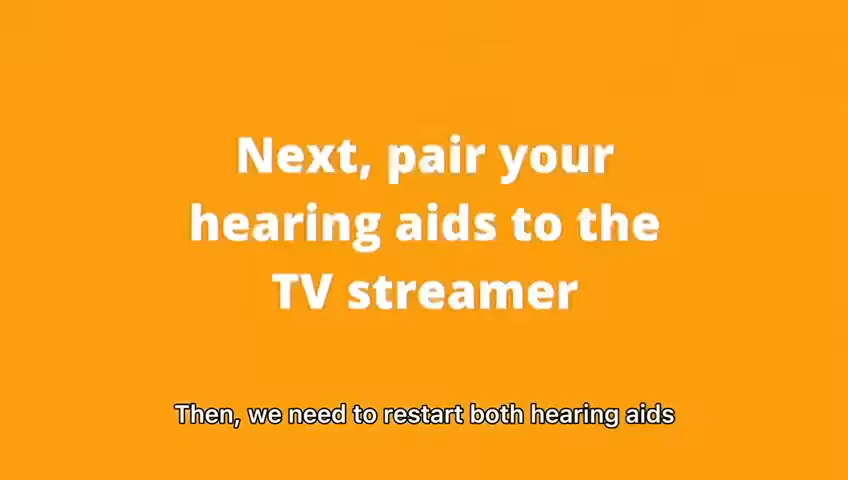 Next, pair your
hearing aids to the
TV streamer
Then, we need to restart both hearing aids